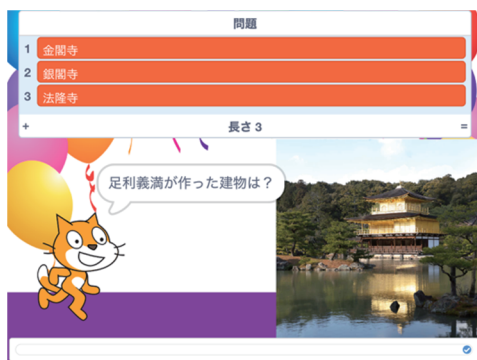 問題
1 金閣寺
2 銀閣寺
3 法隆寺
+ 長さ 3 =
足利義満が作った建物は？